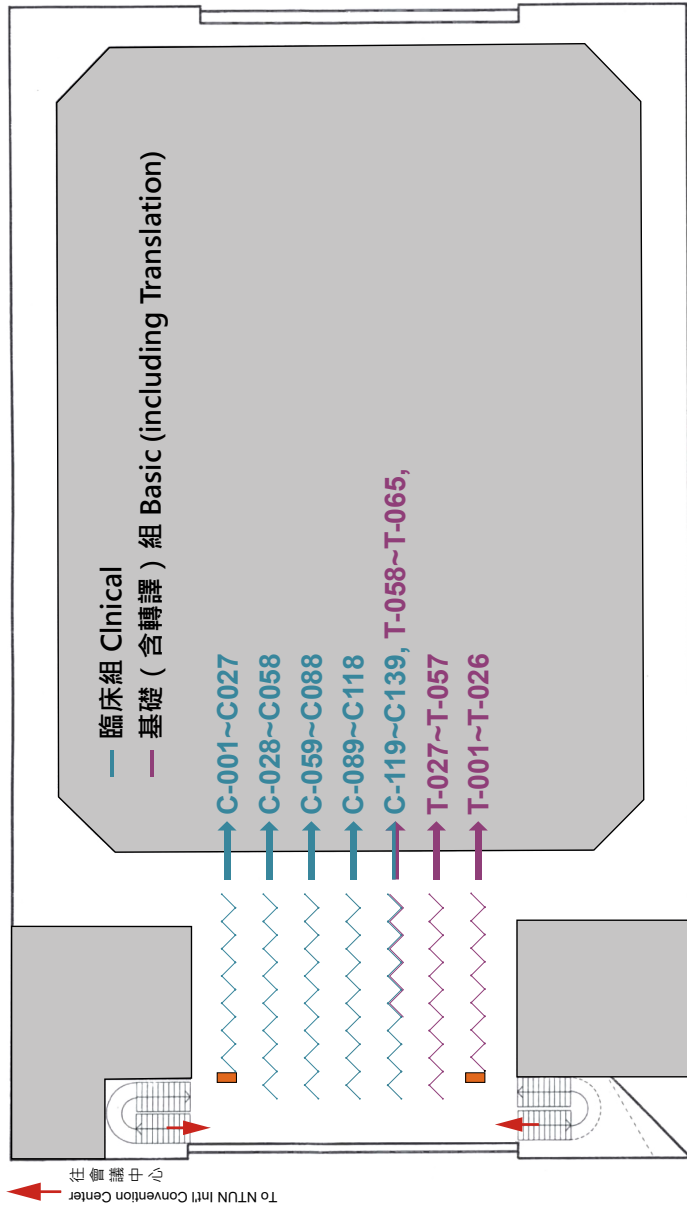 臨床組 Clnical
基礎（含轉譯）組 Basic (including Translation)
C-001~C027
C-028~C058
C-059~C088
C-089~C118
C-119~C139, T-058~T-065,
T-027~T-057
T-001~T-026
往會議中心
To NTUN Int'l Convention Center